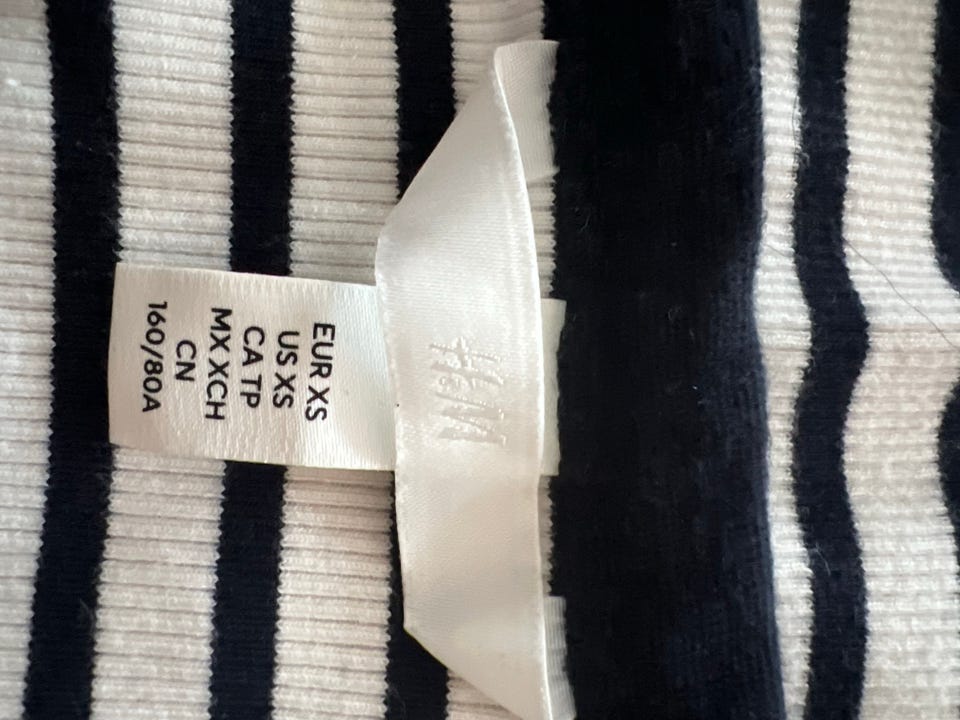 H&M
EUR XS
US XS
CA TP
MX XCH
CN
160/80A